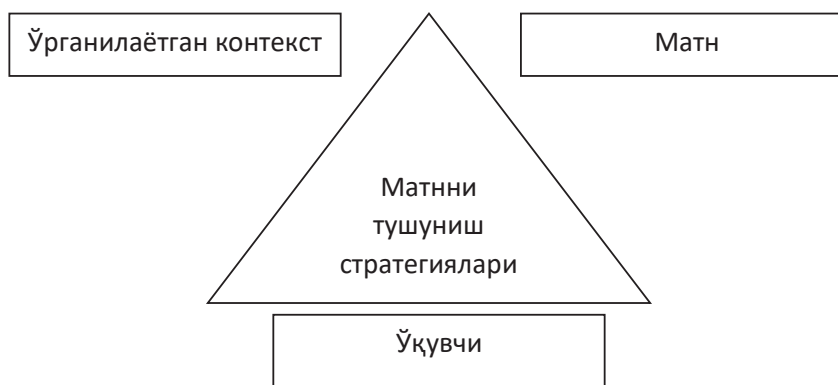 Ўрганилаётган контекст
Матн
Матнни
тушуниш
стратегиялари
Ўқувчи